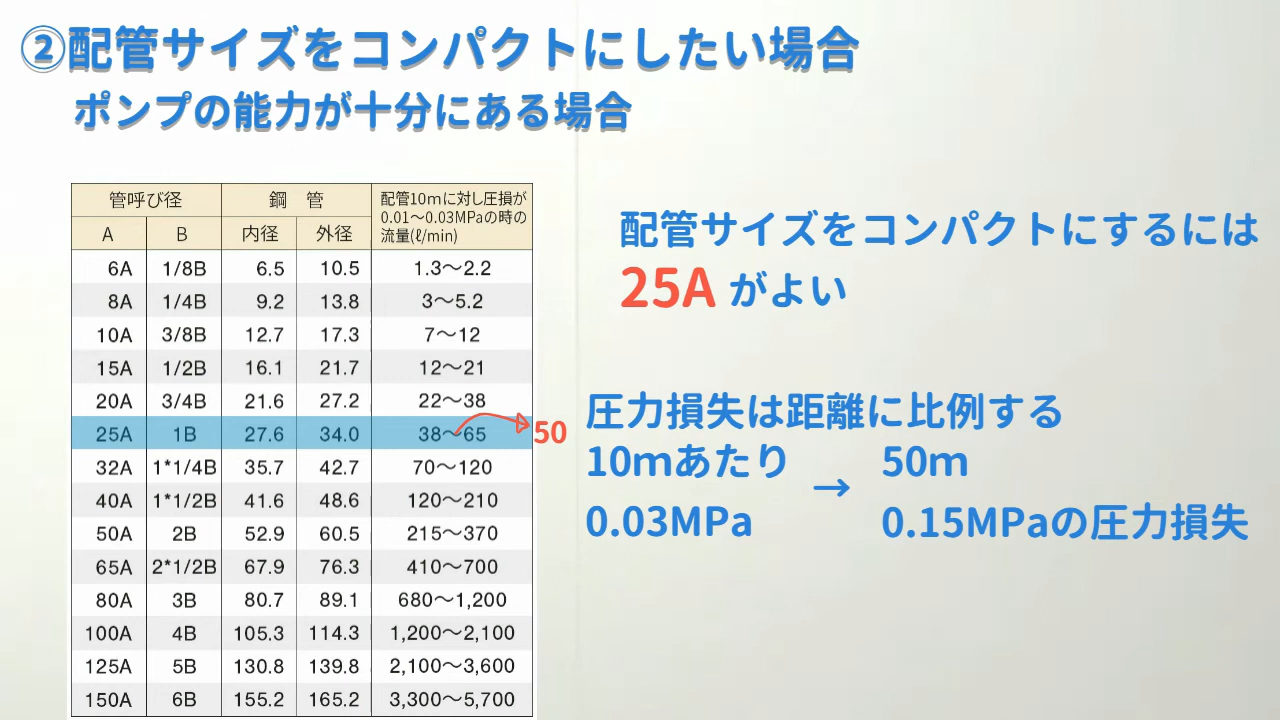 ②配管サイズをコンパクトにしたい場合
ポンプの能力が十分にある場合
管呼び径 鋼 管 配管10mに対し圧損が
0.01～0.03MPaの時の
流量(ℓ/min)
A B 内径 外径
6A 1/8B 6.5 10.5 1.3～2.2
8A 1/4B 9.2 13.8 3～5.2
10A 3/8B 12.7 17.3 7～12
15A 1/2B 16.1 21.7 12～21
20A 3/4B 21.6 27.2 22～38
25A 1B 27.6 34.0 38～65 50
32A 1*1/4B 35.7 42.7 70～120
40A 1*1/2B 41.6 48.6 120～210
50A 2B 52.9 60.5 215～370
65A 2*1/2B 67.9 76.3 410～700
80A 3B 80.7 89.1 680～1,200
100A 4B 105.3 114.3 1,200～2,100
125A 5B 130.8 139.8 2,100～3,600
150A 6B 155.2 165.2 3,300～5,700
配管サイズをコンパクトにするには
25A がよい
圧力損失は距離に比例する
10mあたり → 50m
0.03MPa 0.15MPaの圧力損失